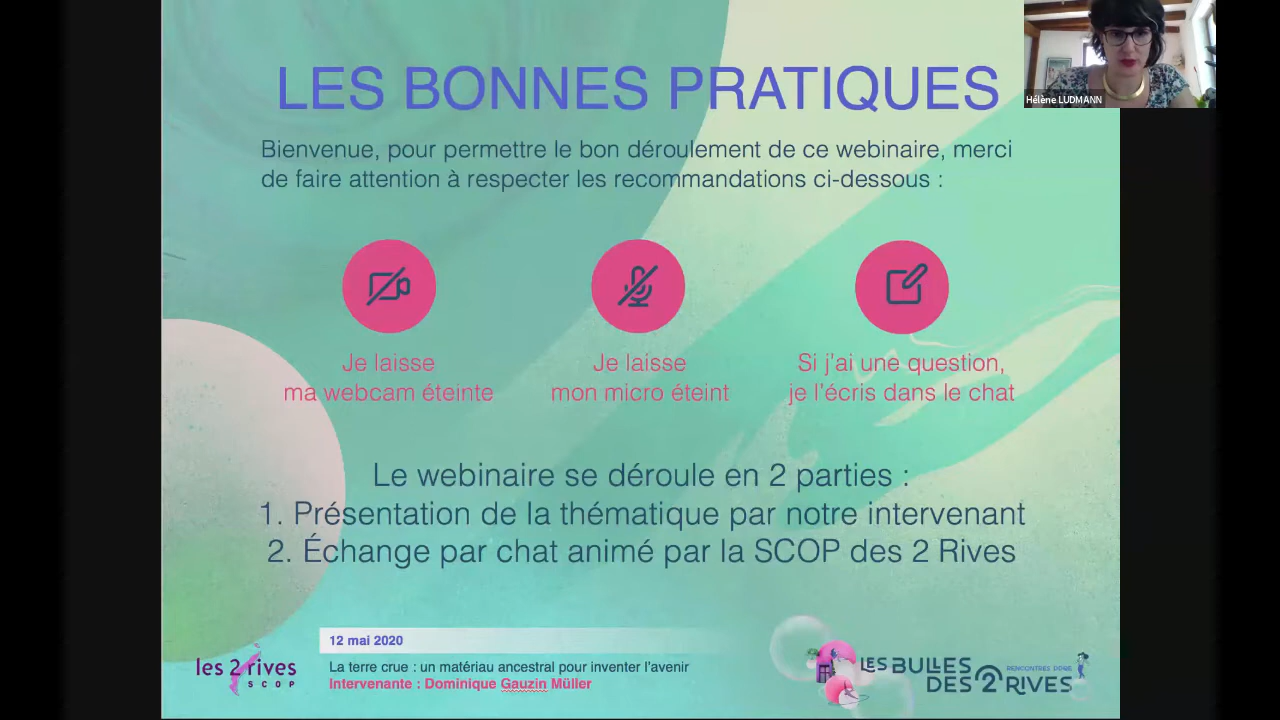 LES BONNES PRATIQUES
Hélène LUDMANN
Bienvenue, pour permettre le bon déroulement de ce webinaire, merci
de faire attention à respecter les recommandations ci-dessous :
Je laisse
ma webcam éteinte
Je laisse
mon micro éteint
Si j'ai une question,
je l'écris dans le chat
Le webinaire se déroule en 2 parties :
1. Présentation de la thématique par notre intervenant
2. Échange par chat animé par la SCOP des 2 Rives
12 mai 2020
La terre crue : un matériau ancestral pour inventer l'avenir
Intervenante : Dominique Gauzin Müller
les 2 rives
SCOP
LES BULLES
DES 2 RIVES